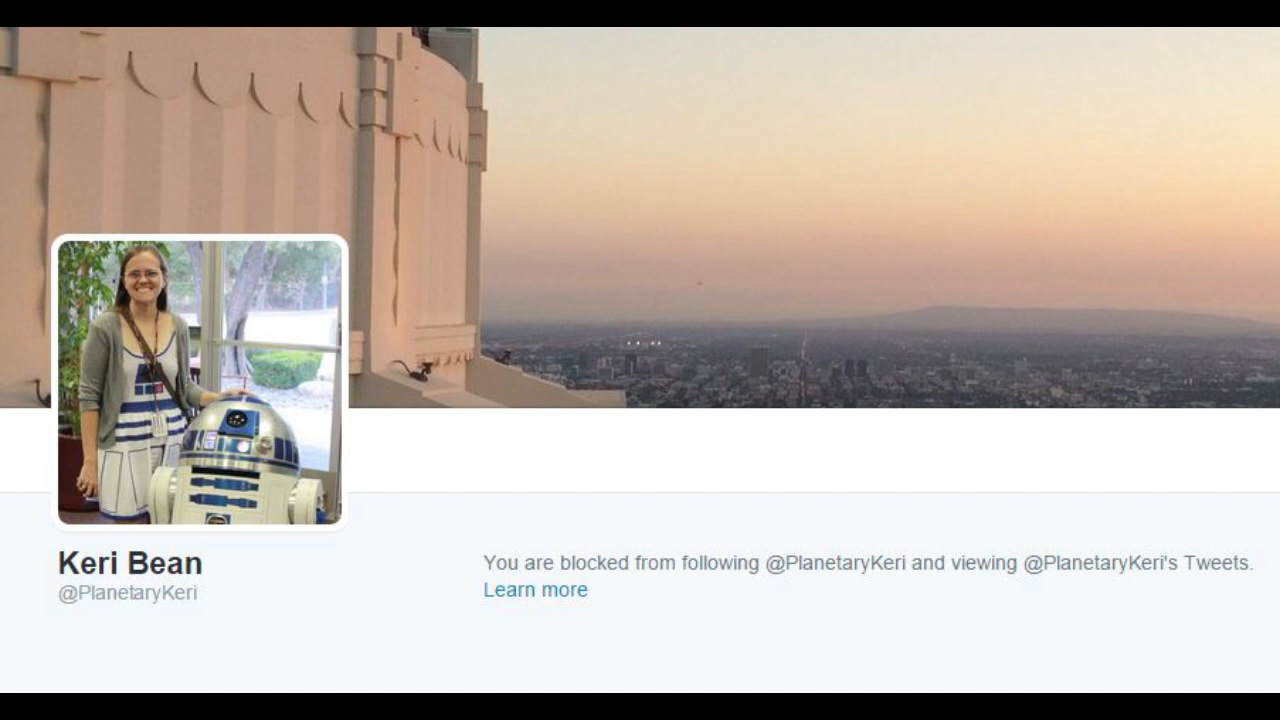 Keri Bean
@PlanetaryKeri
You are blocked from following @PlanetaryKeri and viewing @PlanetaryKeri's Tweets.
Learn more